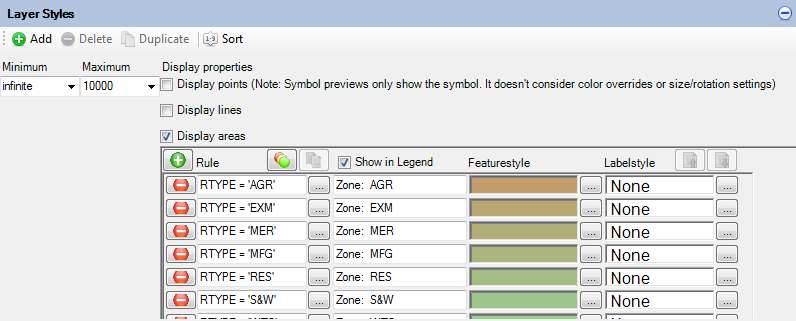 Layer Styles
Add Delete Duplicate 1-9 Sort
Minimum Maximum Display properties
infinite 10000 Display points (Note: Symbol previews only show the symbol. It doesn't consider color overrides or size/rotation settings)
Display lines
Display areas
Rule Show in Legend Featurestyle Labelstyle
RTYPE = 'AGR' ... Zone: AGR ... None ...
RTYPE = 'EXM' ... Zone: EXM ... None ...
RTYPE = 'MER' ... Zone: MER ... None ...
RTYPE = 'MFG' ... Zone: MFG ... None ...
RTYPE = 'RES' ... Zone: RES ... None ...
RTYPE = 'S&W' ... Zone: S&W ... None ...